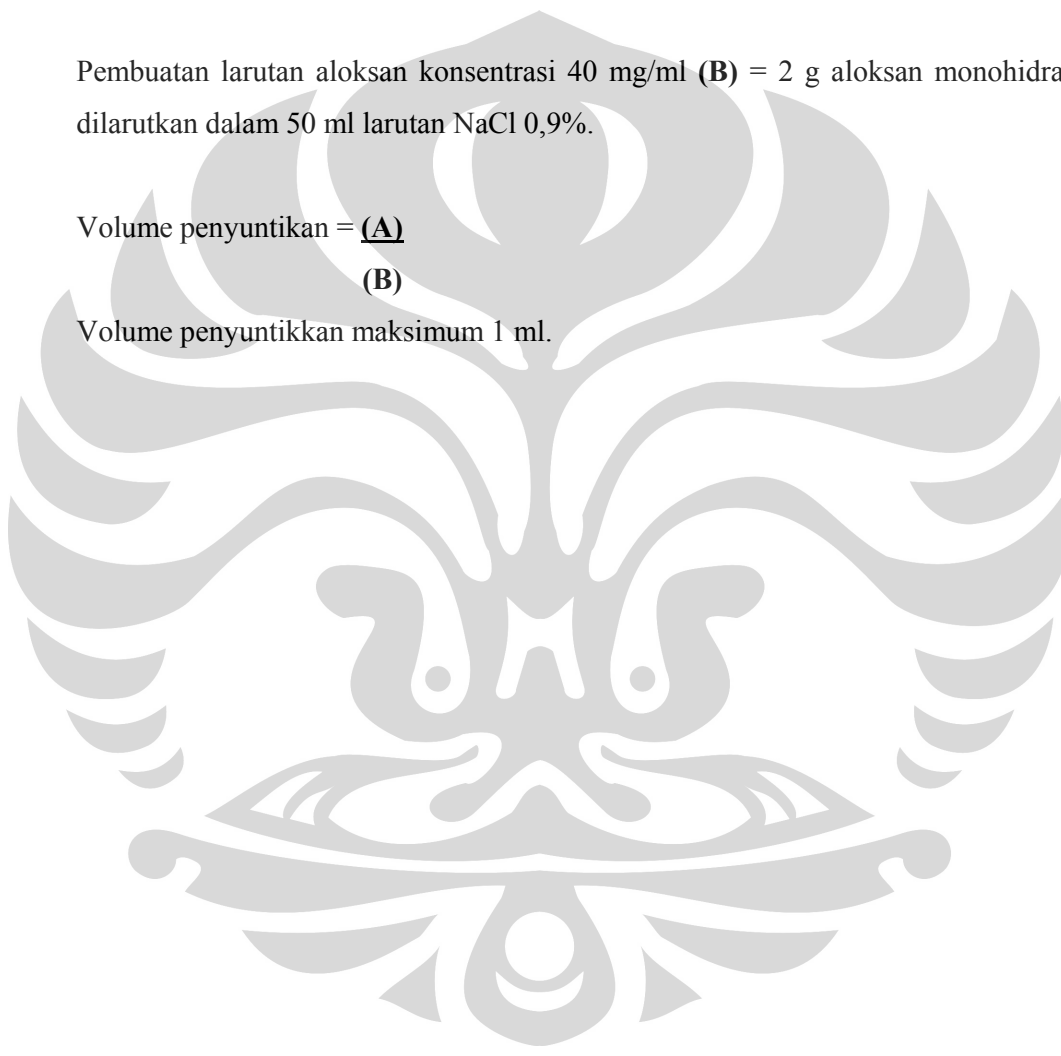 Pembuatan larutan aloksan konsentrasi 40 mg/ml (B) = 2 g aloksan monohidra
dilarutkan dalam 50 ml larutan NaCl 0,9%.
Volume penyuntikan = (A)
(B)
Volume penyuntikkan maksimum 1 ml.